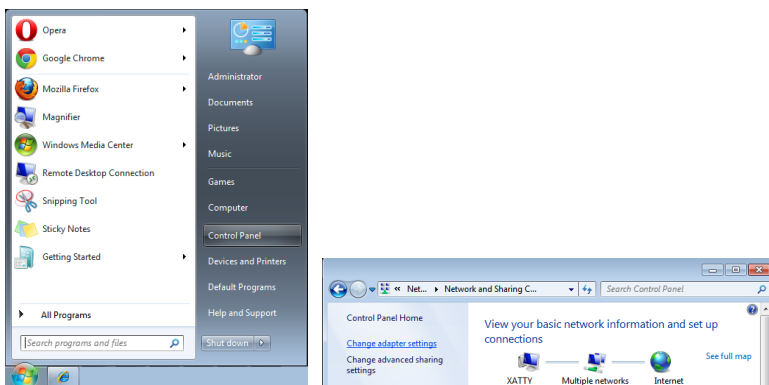 Opera
Google Chrome
Mozilla Firefox
Magnifier
Windows Media Center
Remote Desktop Connection
Snipping Tool
Sticky Notes
Getting Started
All Programs
Search programs and files
Administrator
Documents
Pictures
Music
Games
Computer
Control Panel
Devices and Printers
Default Programs
Help and Support
Shut down
« Net... Network and Sharing C...
Search Control Panel
Control Panel Home
Change adapter settings
Change advanced sharing
settings
View your basic network information and set up
connections
See full map
XATTY Multiple networks Internet